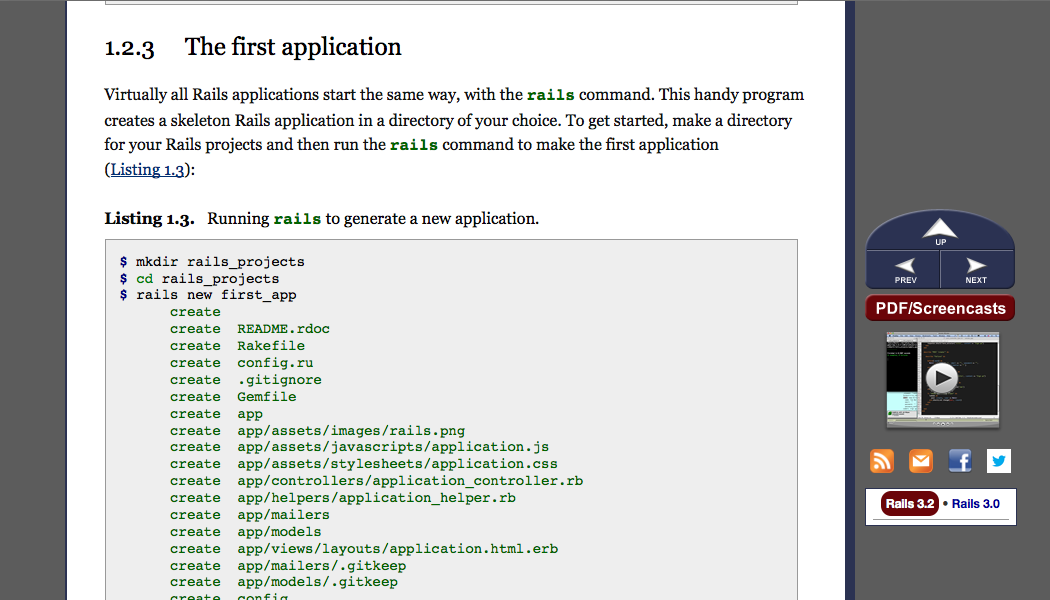 1.2.3 The first application
Virtually all Rails applications start the same way, with the rails command. This handy program
creates a skeleton Rails application in a directory of your choice. To get started, make a directory
for your Rails projects and then run the rails command to make the first application
(Listing 1.3):
Listing 1.3. Running rails to generate a new application.
$ mkdir rails_projects
$ cd rails_projects
$ rails new first_app
create
create README.rdoc
create Rakefile
create config.ru
create .gitignore
create Gemfile
create app
create app/assets/images/rails.png
create app/assets/javascripts/application.js
create app/assets/stylesheets/application.css
create app/controllers/application_controller.rb
create app/helpers/application_helper.rb
create app/mailers
create app/models
create app/views/layouts/application.html.erb
create app/mailers/.gitkeep
create app/models/.gitkeep
create config
UP
PREV NEXT
PDF/Screencasts
Rails 3.2 • Rails 3.0